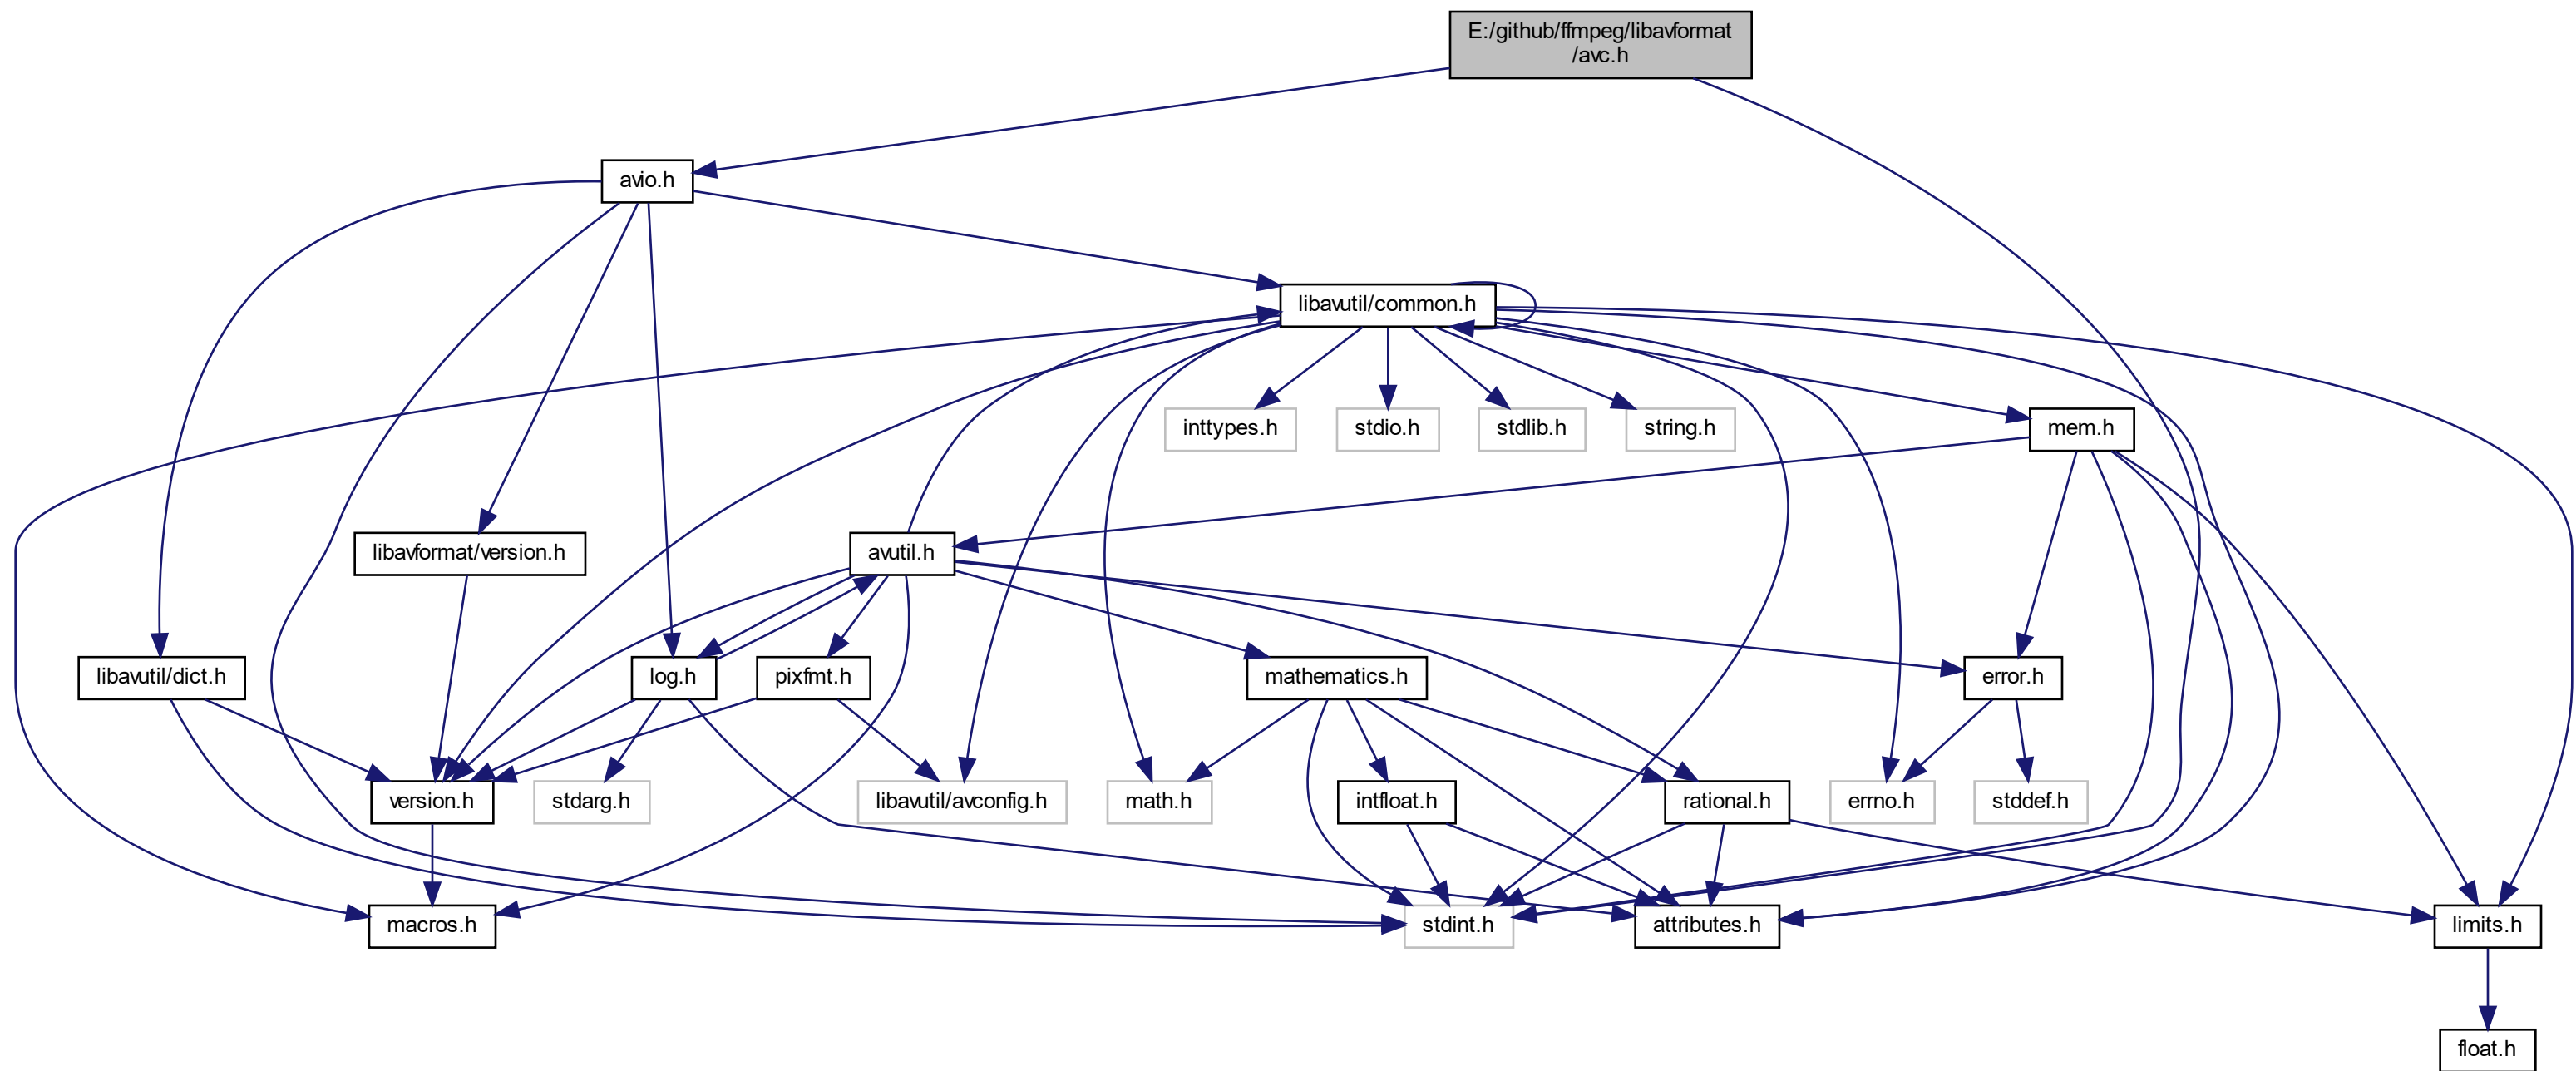 E:/github/ffmpeg/libavformat
/avc.h
avio.h
libavutil/common.h
inttypes.h
stdio.h
stdlib.h
string.h
mem.h
libavformat/version.h
avutil.h
libavutil/dict.h
log.h
pixfmt.h
mathematics.h
error.h
version.h
stdarg.h
libavutil/avconfig.h
math.h
intfloat.h
rational.h
errno.h
stddef.h
macros.h
stdint.h
attributes.h
limits.h
float.h